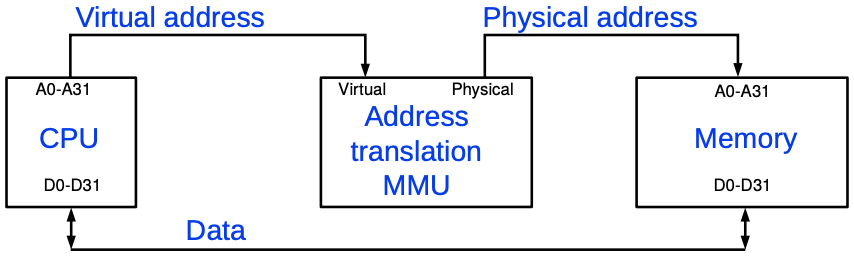 Virtual address
Physical address
A0-A31
Virtual
Physical
A0-A31
CPU
Address
translation
MMU
Memory
D0-D31
D0-D31
Data